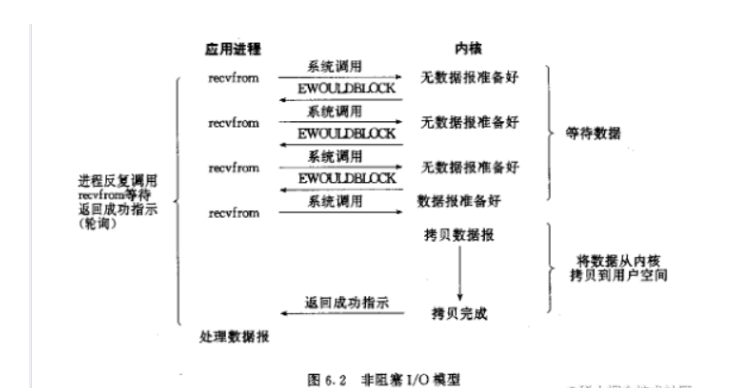 应用进程 内核
系统调用
recvfrom 无数据报准备好
EWOULDBLOCK
系统调用
recvfrom 无数据报准备好
EWOULDBLOCK
等待数据
系统调用
recvfrom 无数据报准备好
EWOULDBLOCK
进程反复调用
recvfrom等待
返回成功指示
(轮询)
系统调用
recvfrom 数据报准备好
拷贝数据报
将数据从内核
拷贝到用户空间
返回成功指示
拷贝完成
处理数据报
图 6.2 非阻塞 I/O 模型